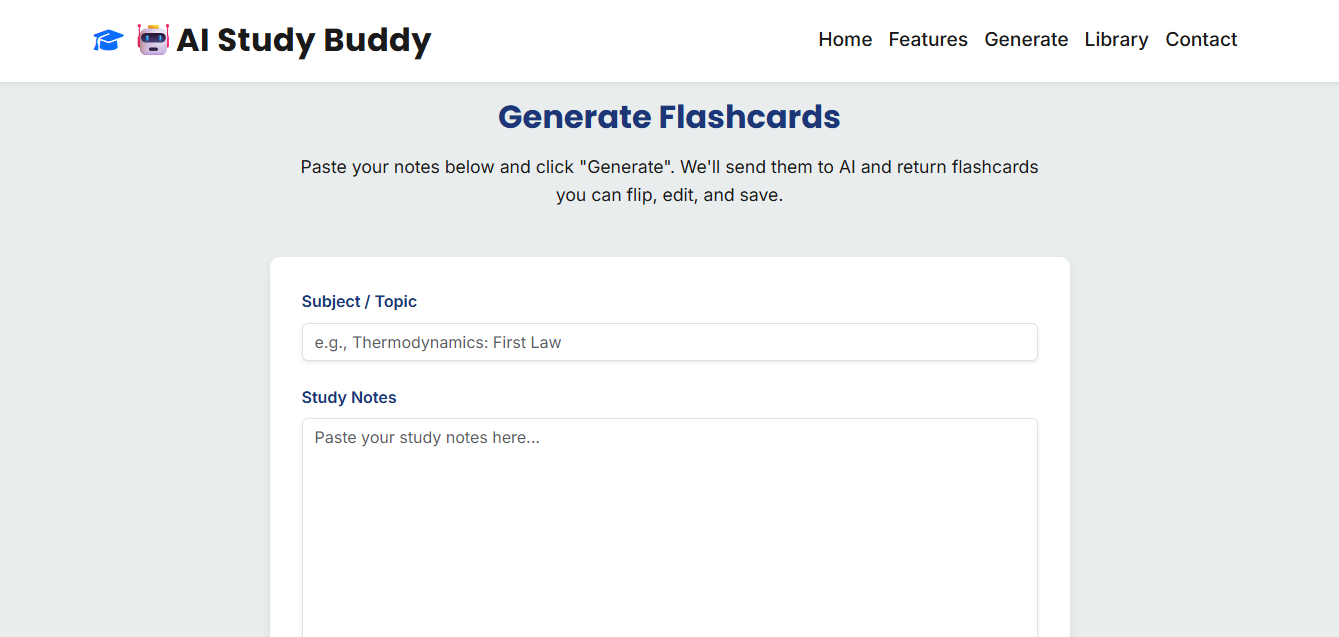 AI Study Buddy
Home Features Generate Library Contact
Generate Flashcards
Paste your notes below and click "Generate". We'll send them to AI and return flashcards
you can flip, edit, and save.
Subject / Topic
e.g., Thermodynamics: First Law
Study Notes
Paste your study notes here...